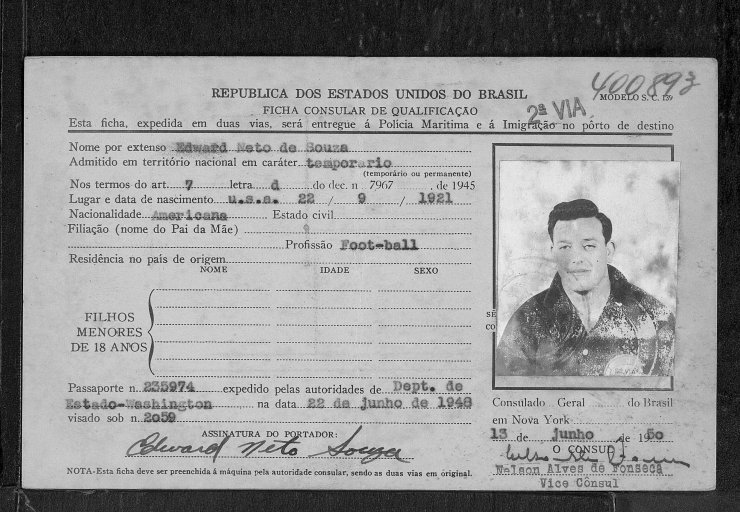 400893
REPUBLICA DOS ESTADOS UNIDOS DO BRASIL
MODELO S. C. 139
FICHA CONSULAR DE QUALIFICAÇÃO
2ª VIA
Esta ficha, expedida em duas vias, será entregue á Polícia Maritima e á Imigração no pôrto de destino
Nome por extenso Edward Neto de Souza
Admitido em território nacional em caráter temporario
(temporário ou permanente)
Nos termos do art. 7 letra d do dec. n 7967 de 1945
Lugar e data de nascimento u.s.a. 22 / 9 / 1921
Nacionalidade Americana Estado civil
Filiação (nome do Pai da Mãe)
Profissão Foot-ball
Residência no país de origem
NOME IDADE SEXO
FILHOS
MENORES
DE 18 ANOS
Passaporte n. 235974 expedido pelas autoridades de Dept. de
Estado-Washington na data 22 de junho de 1948
visado sob n. 2059
ASSINATURA DO PORTADOR:
Edward Neto Souza
NOTA-Esta ficha deve ser preenchida á máquina pela autoridade consular, sendo as duas vias em original.
Consulado Geral do Brasil
em Nova York
13 de junho de 1950
O CONSUL
Nelson Alves de Fonseca
Vice Cônsul